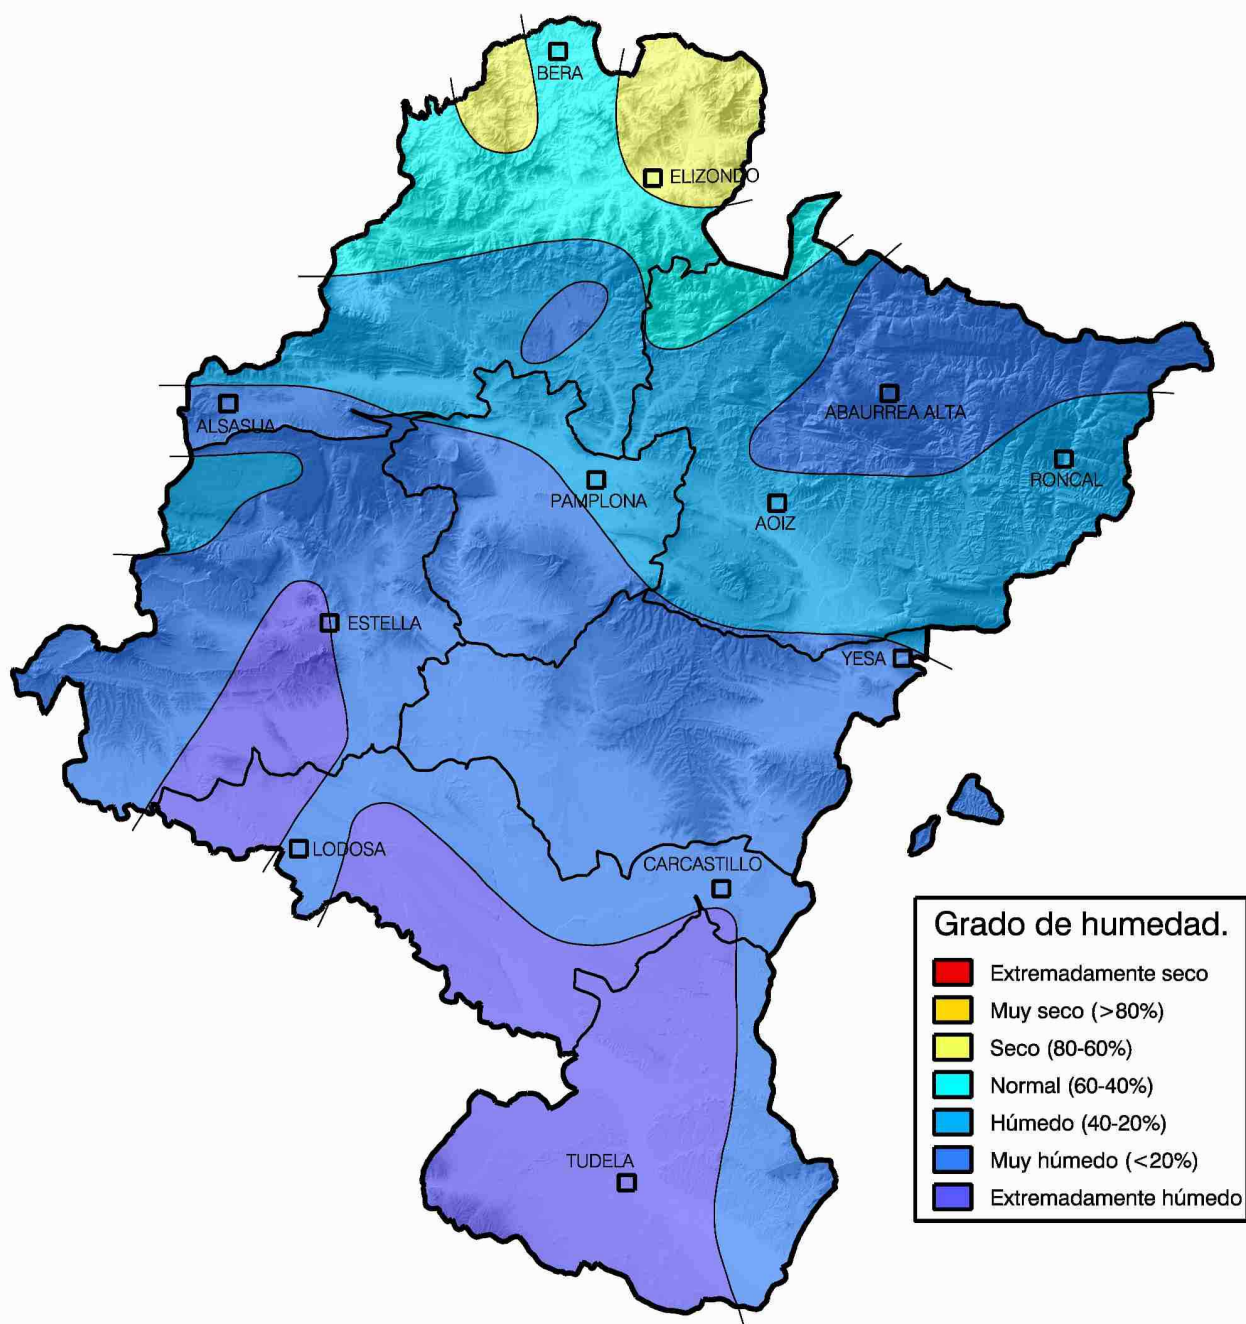 BERA
ELIZONDO
ALSASUA
ABAURREA ALTA
RONCAL
PAMPLONA
AOIZ
ESTELLA
YESA
LODOSA
CARCASTILLO
TUDELA
Grado de humedad.
Extremadamente seco
Muy seco (>80%)
Seco (80-60%)
Normal (60-40%)
Húmedo (40-20%)
Muy húmedo (<20%)
Extremadamente húmedo